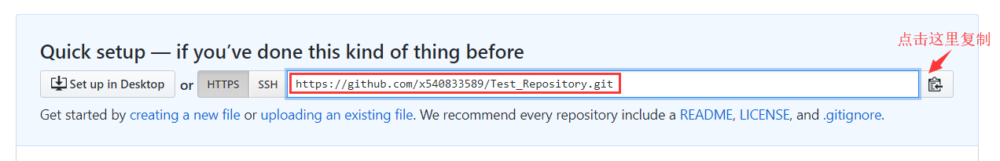 点击这里复制
Quick setup — if you’ve done this kind of thing before
Set up in Desktop or HTTPS SSH https://github.com/x540833589/Test_Repository.git
Get started by creating a new file or uploading an existing file. We recommend every repository include a README, LICENSE, and .gitignore.